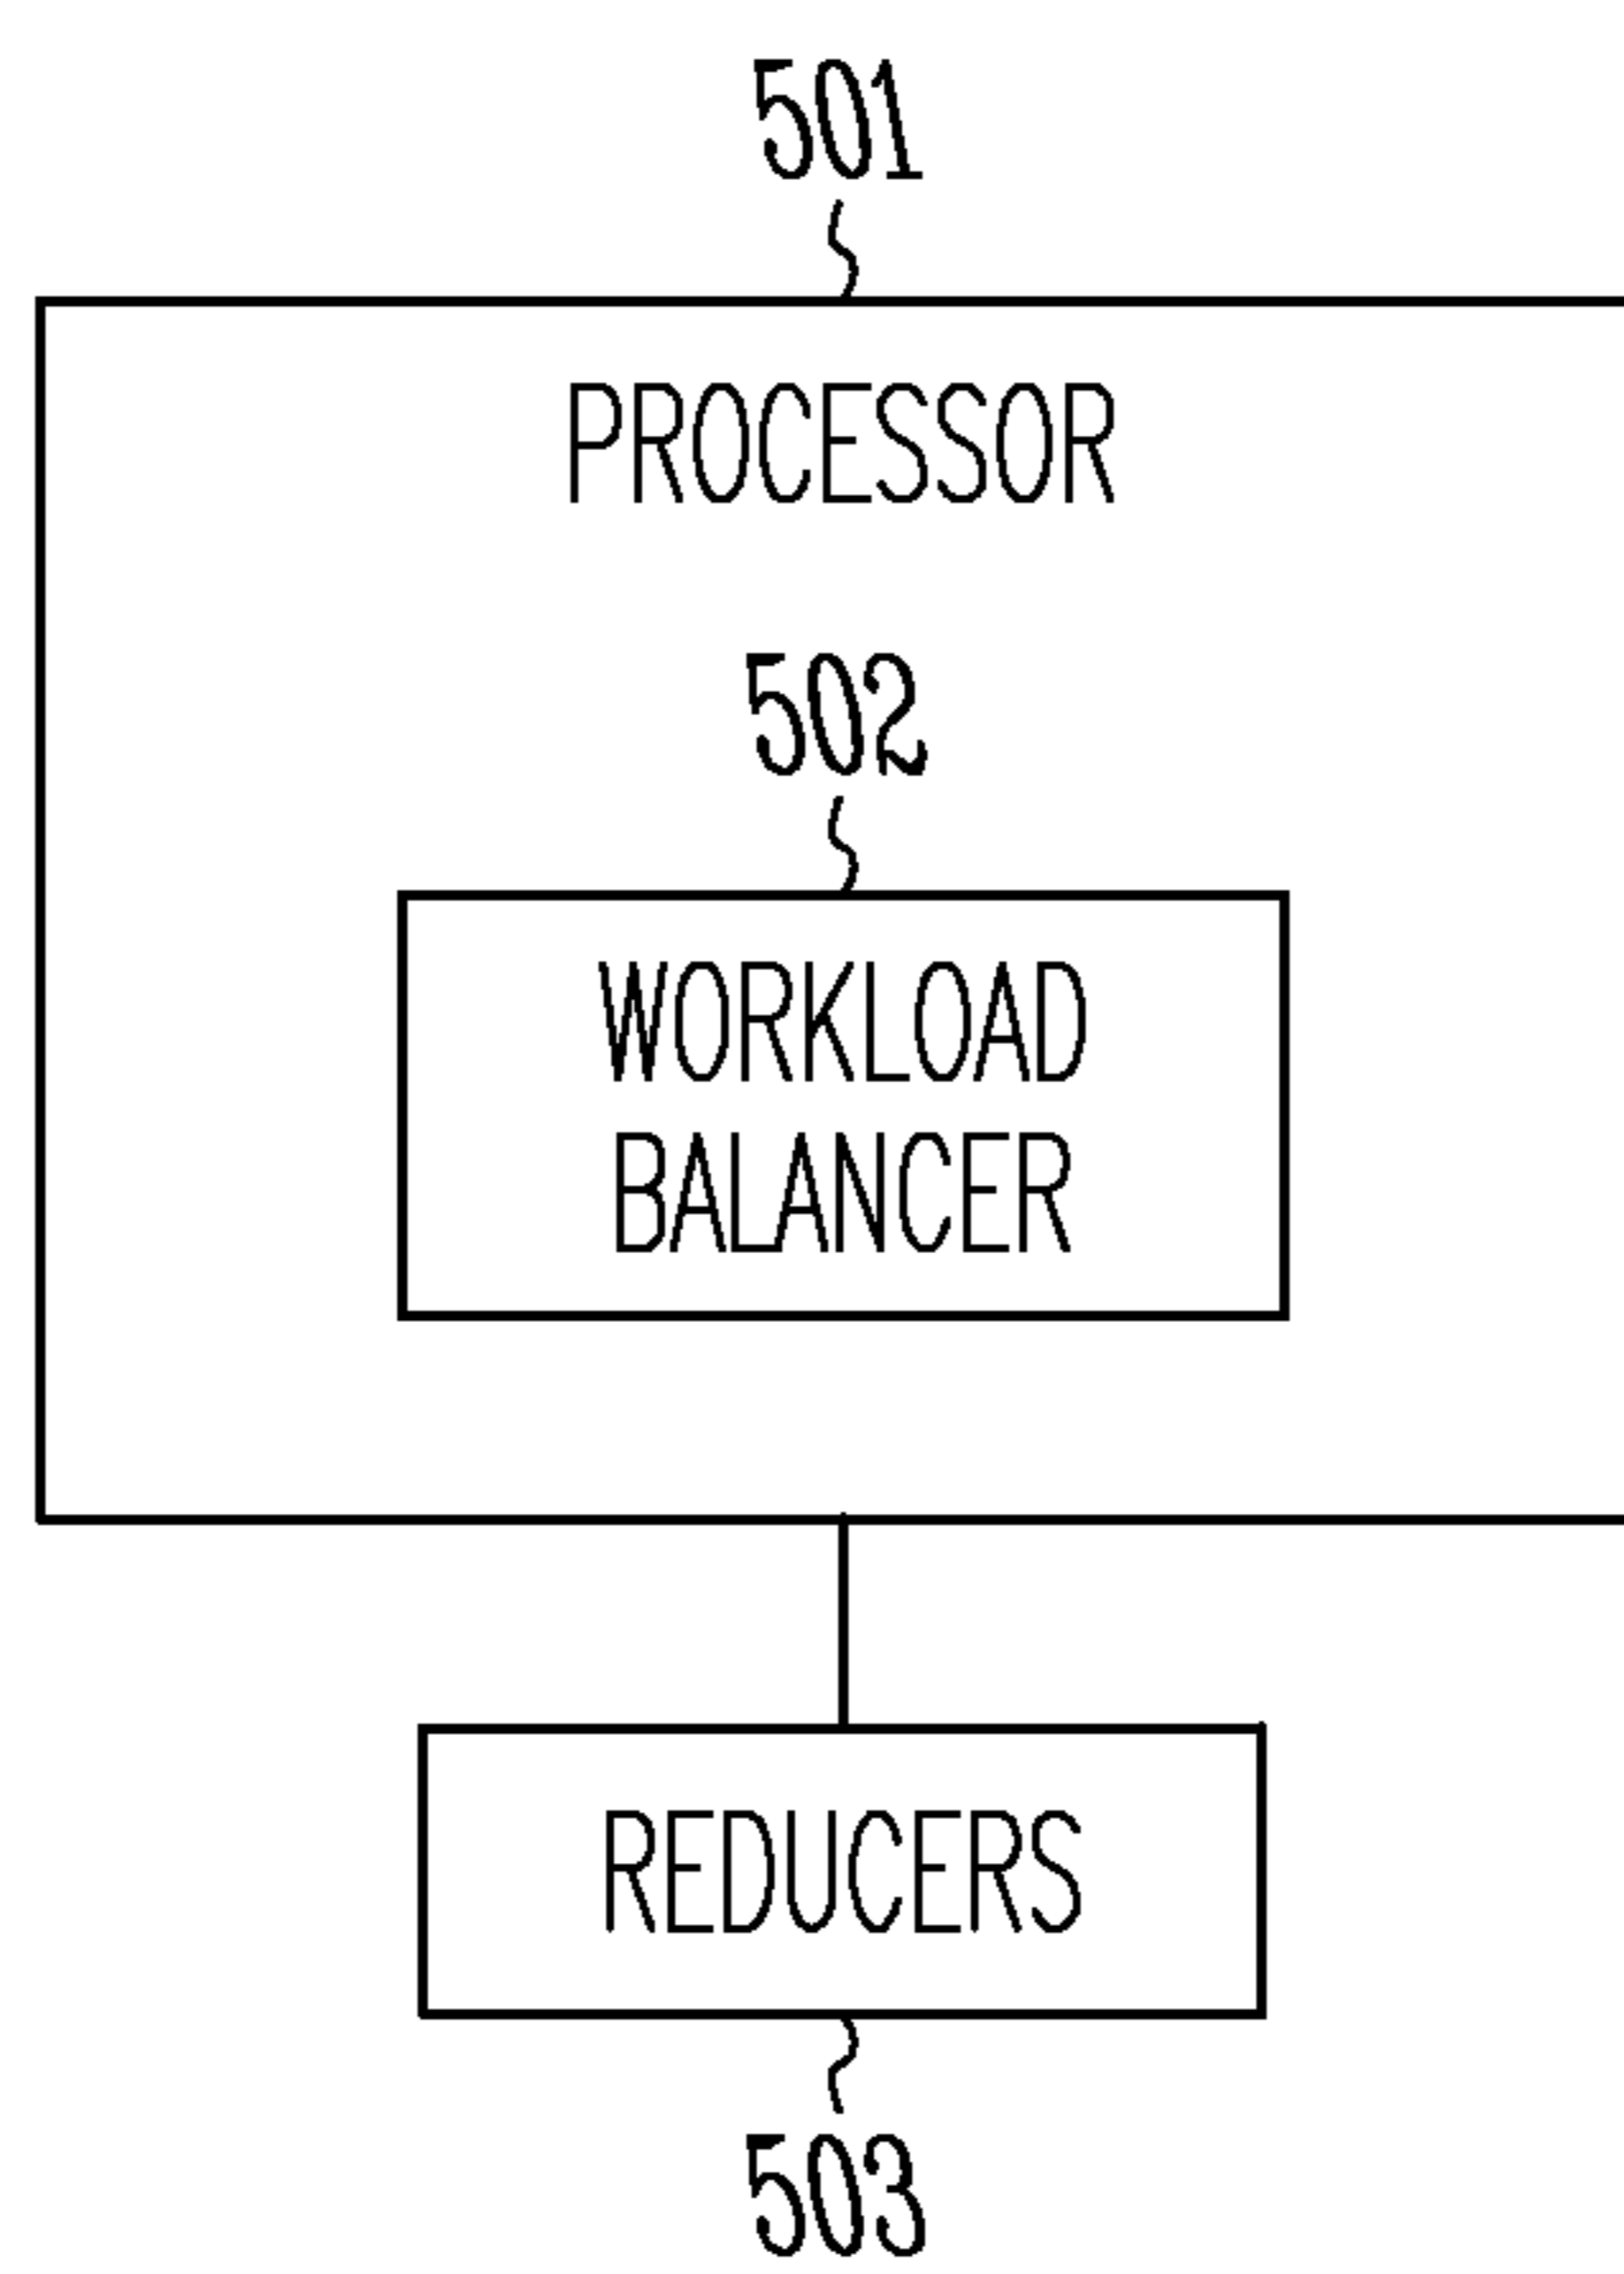 501
PROCESSOR
502
WORKLOAD
BALANCER
REDUCERS
503